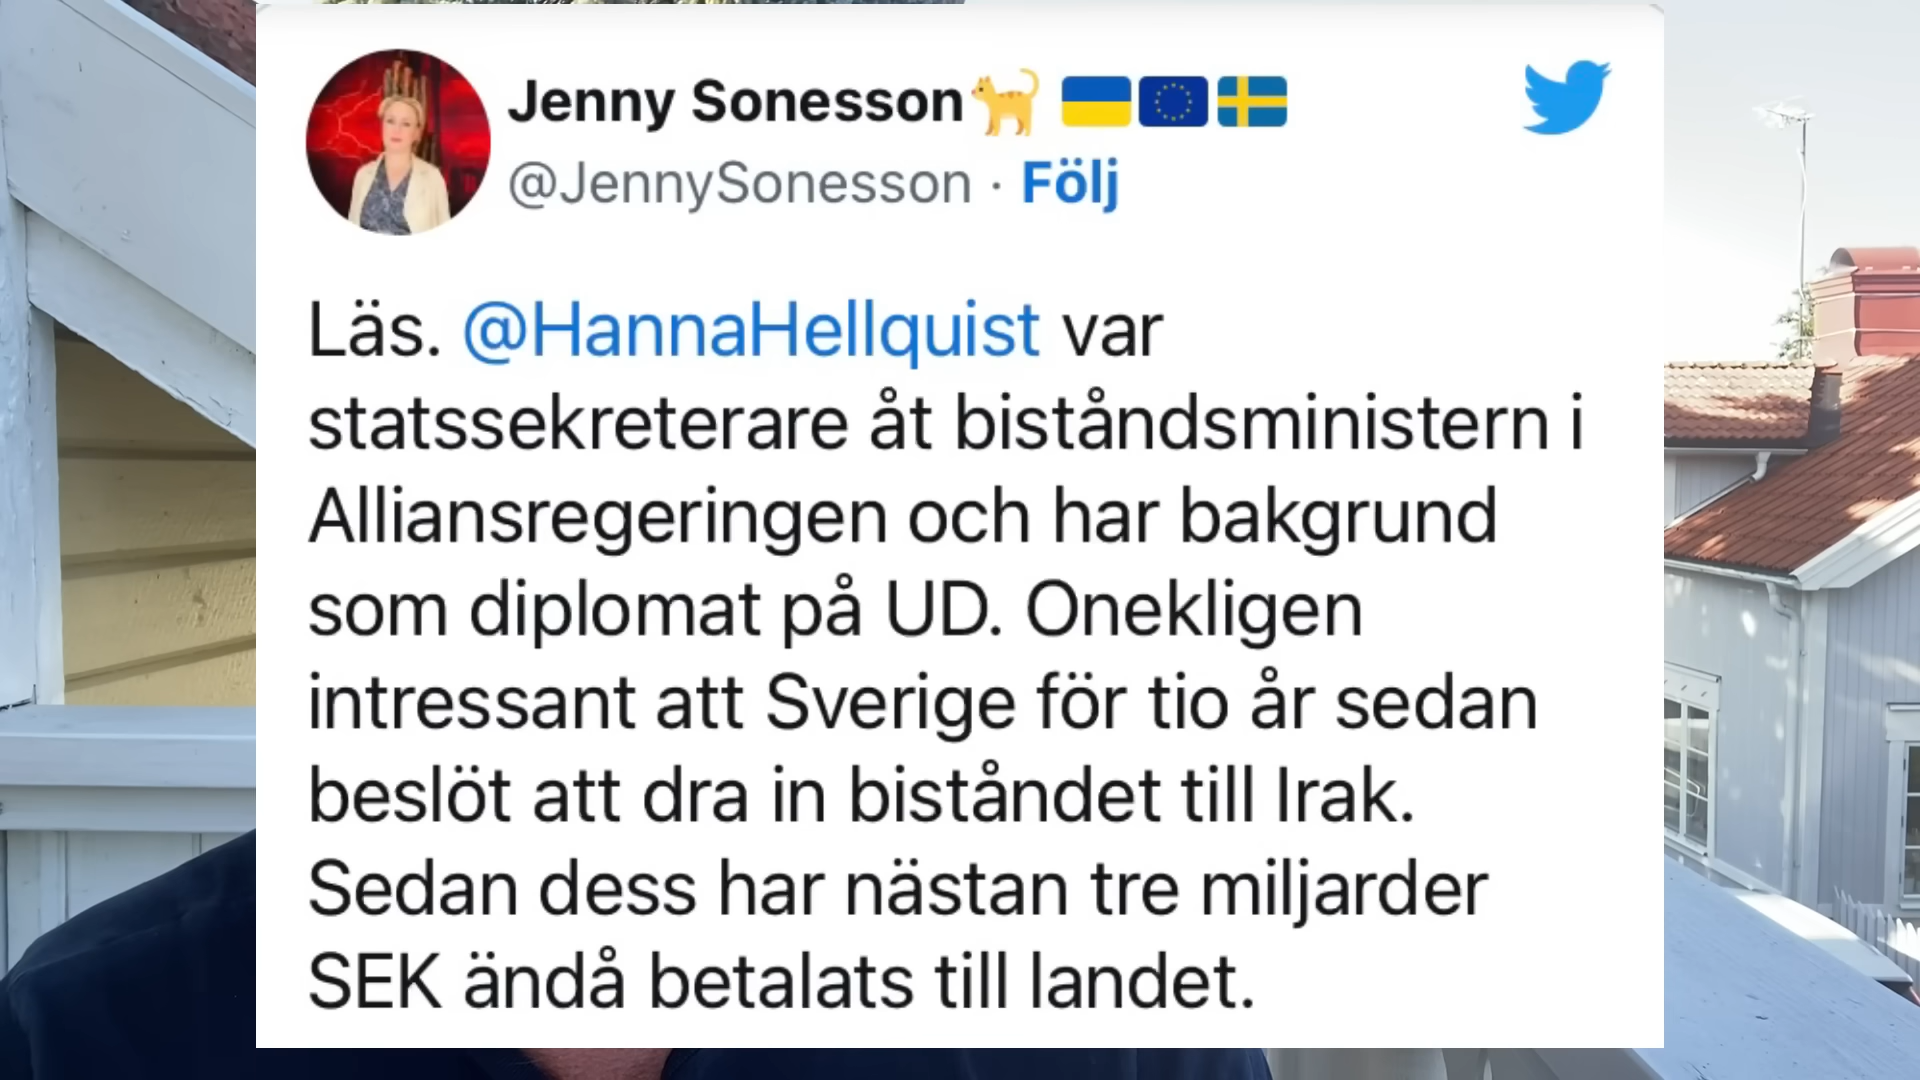 Jenny Sonesson🐈 🇺🇦🇪🇺🇸🇪
@JennySonesson · Följ
Läs. @HannaHellquist var
statssekreterare åt biståndsministern i
Alliansregeringen och har bakgrund
som diplomat på UD. Onekligen
intressant att Sverige för tio år sedan
beslöt att dra in biståndet till Irak.
Sedan dess har nästan tre miljarder
SEK ändå betalats till landet.